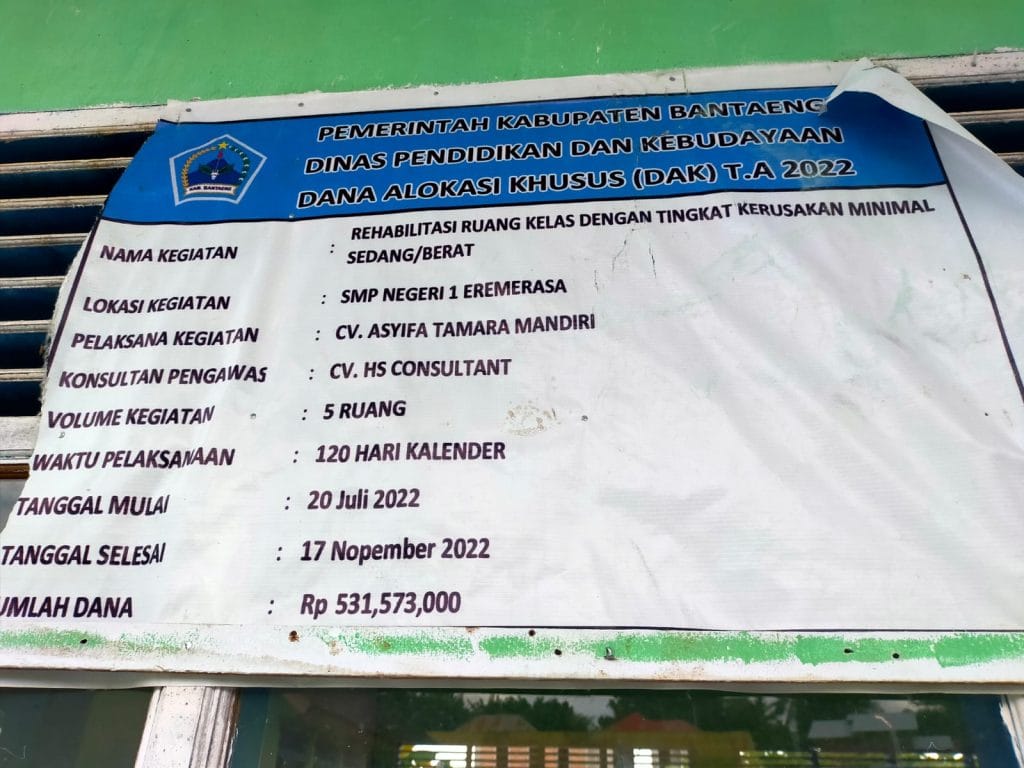 PEMERINTAH KABUPATEN BANTAENG
DINAS PENDIDIKAN DAN KEBUDAYAAN
DANA ALOKASI KHUSUS (DAK) T.A 2022
KAB. BANTAENG
NAMA KEGIATAN : REHABILITASI RUANG KELAS DENGAN TINGKAT KERUSAKAN MINIMAL
SEDANG/BERAT
LOKASI KEGIATAN : SMP NEGERI 1 EREMERASA
PELAKSANA KEGIATAN : CV. ASYIFA TAMARA MANDIRI
KONSULTAN PENGAWAS : CV. HS CONSULTANT
VOLUME KEGIATAN : 5 RUANG
WAKTU PELAKSANAAN : 120 HARI KALENDER
TANGGAL MULAI : 20 Juli 2022
TANGGAL SELESAI : 17 Nopember 2022
UMLAH DANA : Rp 531,573,000